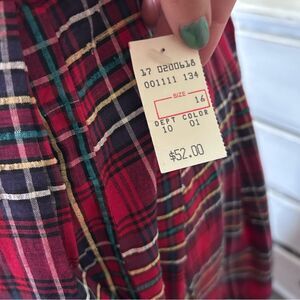 17 0200618
001111 134
SIZE
16
DEPT COLOR
10 01
$52.00